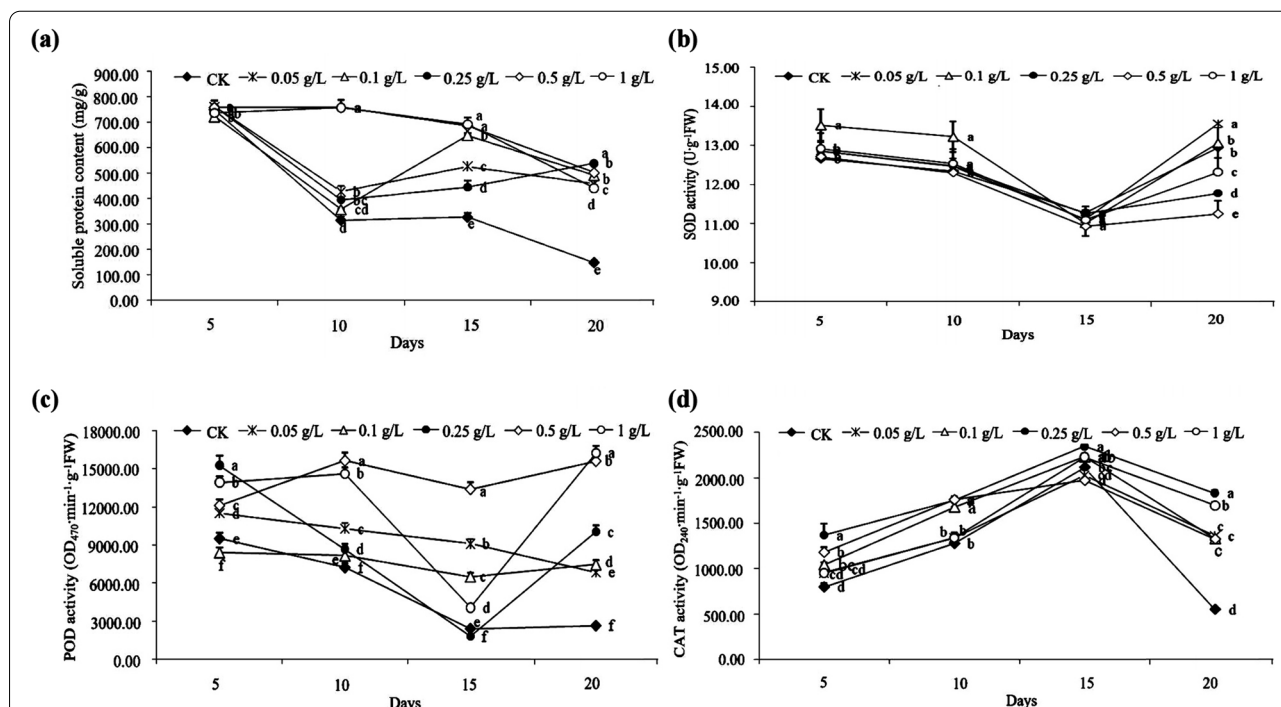 (a)
CK 0.05 g/L 0.1 g/L 0.25 g/L 0.5 g/L 1 g/L
Soluble protein content (mg/g)
900.00
800.00
700.00
600.00
500.00
400.00
300.00
200.00
100.00
0.00
5 10 15 20
Days
a
a
a
b
c
d
e
b
bc
cd
d
a
b
b
c
d
e
(b)
CK 0.05 g/L 0.1 g/L 0.25 g/L 0.5 g/L 1 g/L
SOD activity (U·g⁻¹FW)
15.00
14.00
13.00
12.00
11.00
10.00
9.00
5 10 15 20
Days
a
b
b
a
a
a
a
b
b
c
d
e
(c)
CK 0.05 g/L 0.1 g/L 0.25 g/L 0.5 g/L 1 g/L
POD activity (OD₄₇₀·min⁻¹·g⁻¹FW)
18000.00
15000.00
12000.00
9000.00
6000.00
3000.00
0.00
5 10 15 20
Days
a
b
c
d
e
f
a
b
c
d
e
f
a
b
c
d
e
f
a
b
c
d
e
f
(d)
CK 0.05 g/L 0.1 g/L 0.25 g/L 0.5 g/L 1 g/L
CAT activity (OD₂₄₀·min⁻¹·g⁻¹FW)
2500.00
2000.00
1500.00
1000.00
500.00
0.00
5 10 15 20
Days
a
b
bc
cd
cd
d
a
a
b
b
b
a
d
a
b
c
c
c
d